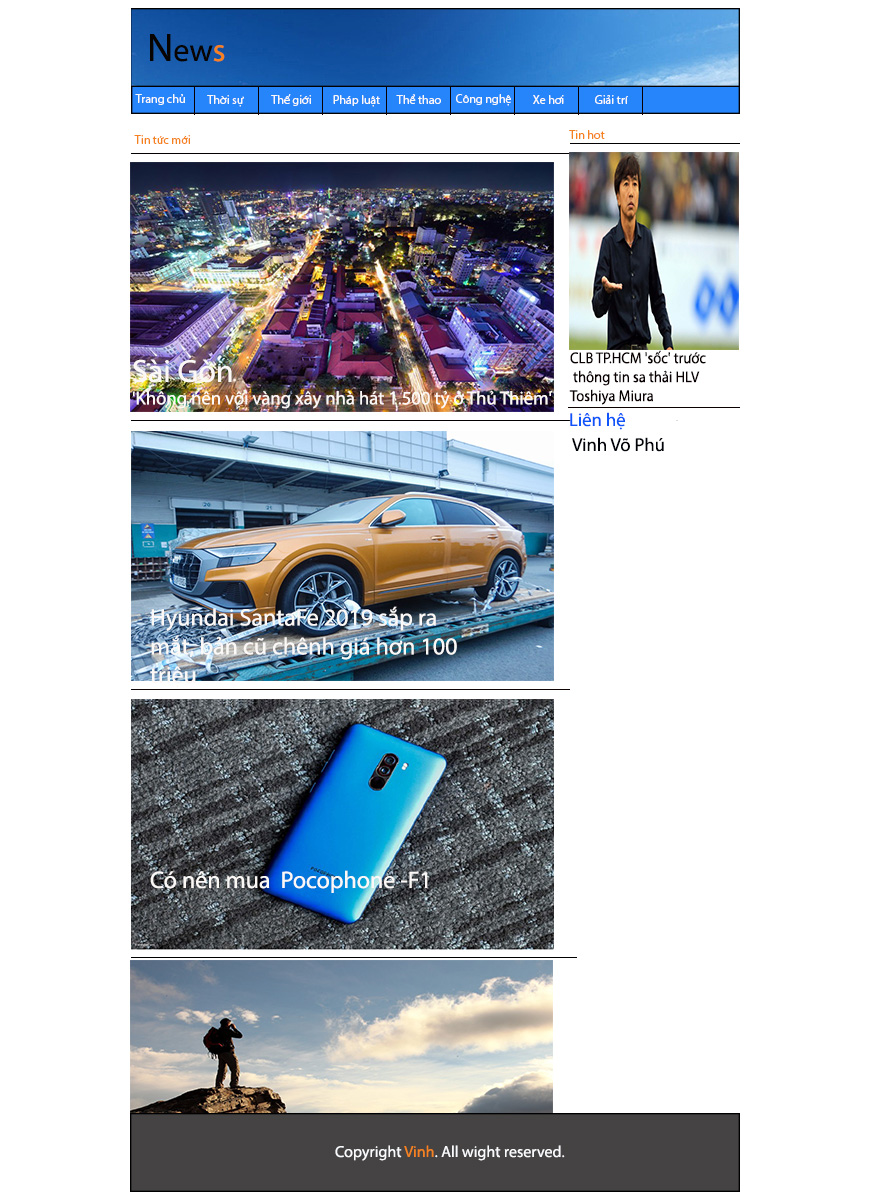 News
Trang chủ Thời sự Thế giới Pháp luật Thể thao Công nghệ Xe hơi Giải trí
Tin tức mới
Sài Gòn
'Không nên vội vàng xây nhà hát 1.500 tỷ ở Thủ Thiêm'
Hyundai SantaFe 2019 sắp ra
mắt, bản cũ chênh giá hơn 100
triệu
Có nên mua Pocophone -F1
Tin hot
CLB TP.HCM 'sốc' trước
thông tin sa thải HLV
Toshiya Miura
Liên hệ
Vinh Võ Phú
Copyright Vinh. All wight reserved.